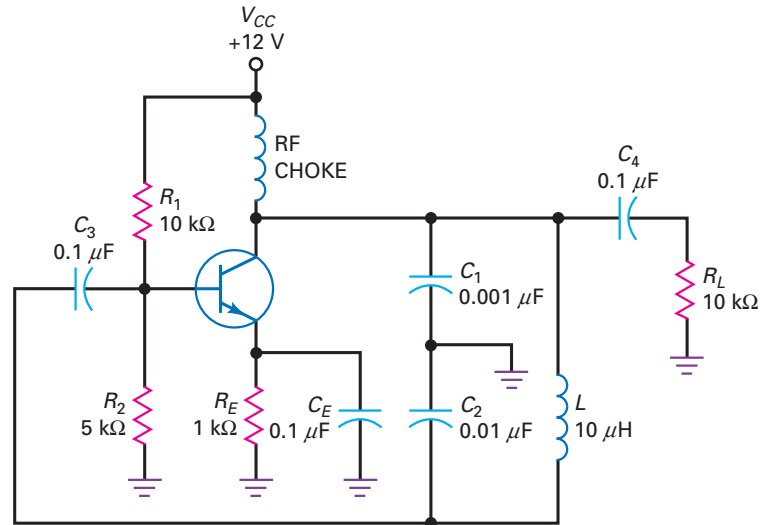 V_CC
+12 V
RF
CHOKE
R_1
10 kΩ
C_3
0.1 μF
C_4
0.1 μF
C_1
0.001 μF
R_L
10 kΩ
R_2
5 kΩ
R_E
1 kΩ
C_E
0.1 μF
C_2
0.01 μF
L
10 μH